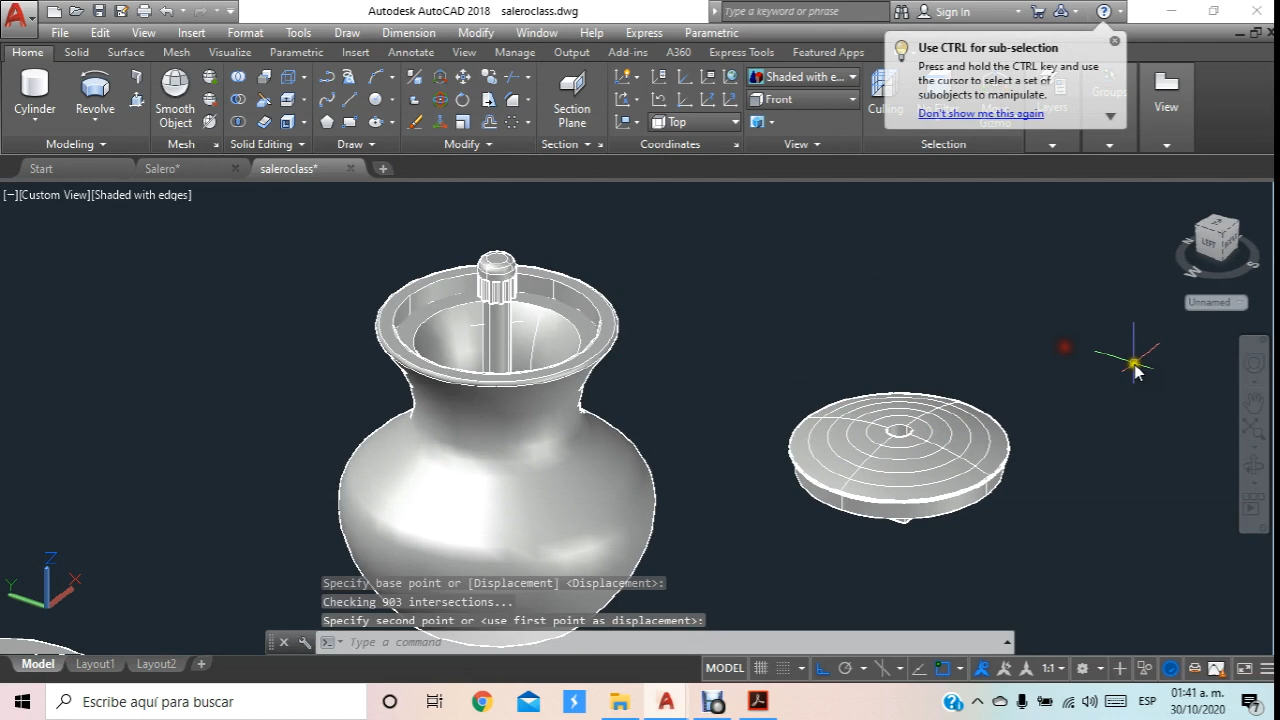 Autodesk AutoCAD 2018 saleroclass.dwg
Type a keyword or phrase
Sign In
File Edit View Insert Format Tools Draw Dimension Modify Window Help Express Parametric
Home Solid Surface Mesh Visualize Parametric Insert Annotate View Manage Output Add-ins A360 Express Tools Featured Apps
Use CTRL for sub-selection
Press and hold the CTRL key and use
the cursor to select a set of
subobjects to manipulate.
Don't show me this again
Cylinder
Revolve
Smooth
Object
Section
Plane
Shaded with e...
Front
Top
Culling
Layers
Groups
View
Modeling Mesh Solid Editing Draw Modify Section Coordinates View Selection
Start Salero* saleroclass*
[−][Custom View][Shaded with edges]
TOP
LEFT FRONT
N W S
Unnamed
Z
Y X
Specify base point or [Displacement] <Displacement>:
Checking 903 intersections...
Specify second point or <use first point as displacement>:
Type a command
Model Layout1 Layout2
MODEL
1:1
Escribe aquí para buscar
ESP
01:41 a. m.
30/10/2020
7